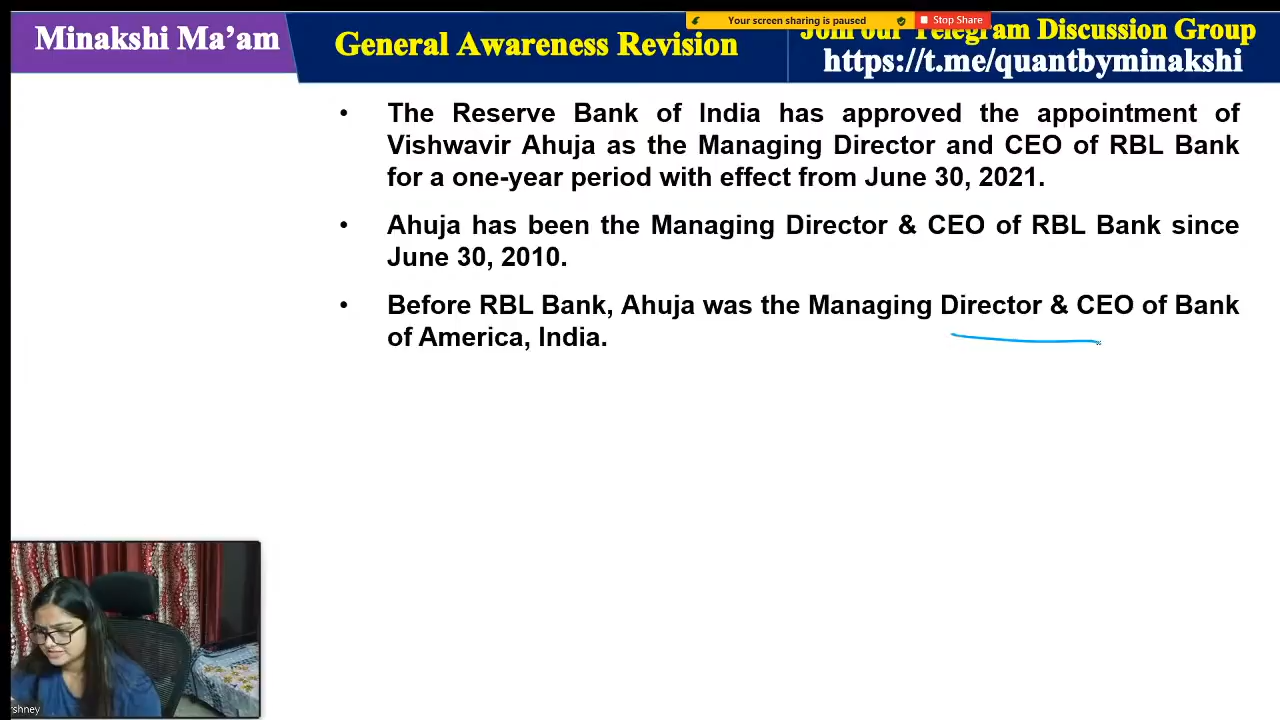 Minakshi Ma’am
General Awareness Revision
Your screen sharing is paused
Stop Share
Join our Telegram Discussion Group
https://t.me/quantbyminakshi
• The Reserve Bank of India has approved the appointment of
Vishwavir Ahuja as the Managing Director and CEO of RBL Bank
for a one-year period with effect from June 30, 2021.
• Ahuja has been the Managing Director & CEO of RBL Bank since
June 30, 2010.
• Before RBL Bank, Ahuja was the Managing Director & CEO of Bank
of America, India.